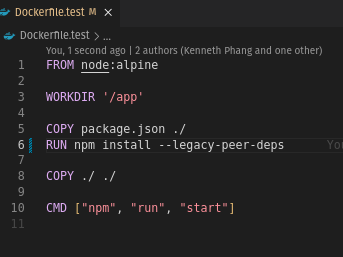 Dockerfile.test M ×
Dockerfile.test > ...
You, 1 second ago | 2 authors (Kenneth Phang and one other)
1 FROM node:alpine
2
3 WORKDIR '/app'
4
5 COPY package.json ./
6 RUN npm install --legacy-peer-deps Yo
7
8 COPY ./ ./
9
10 CMD ["npm", "run", "start"]
11